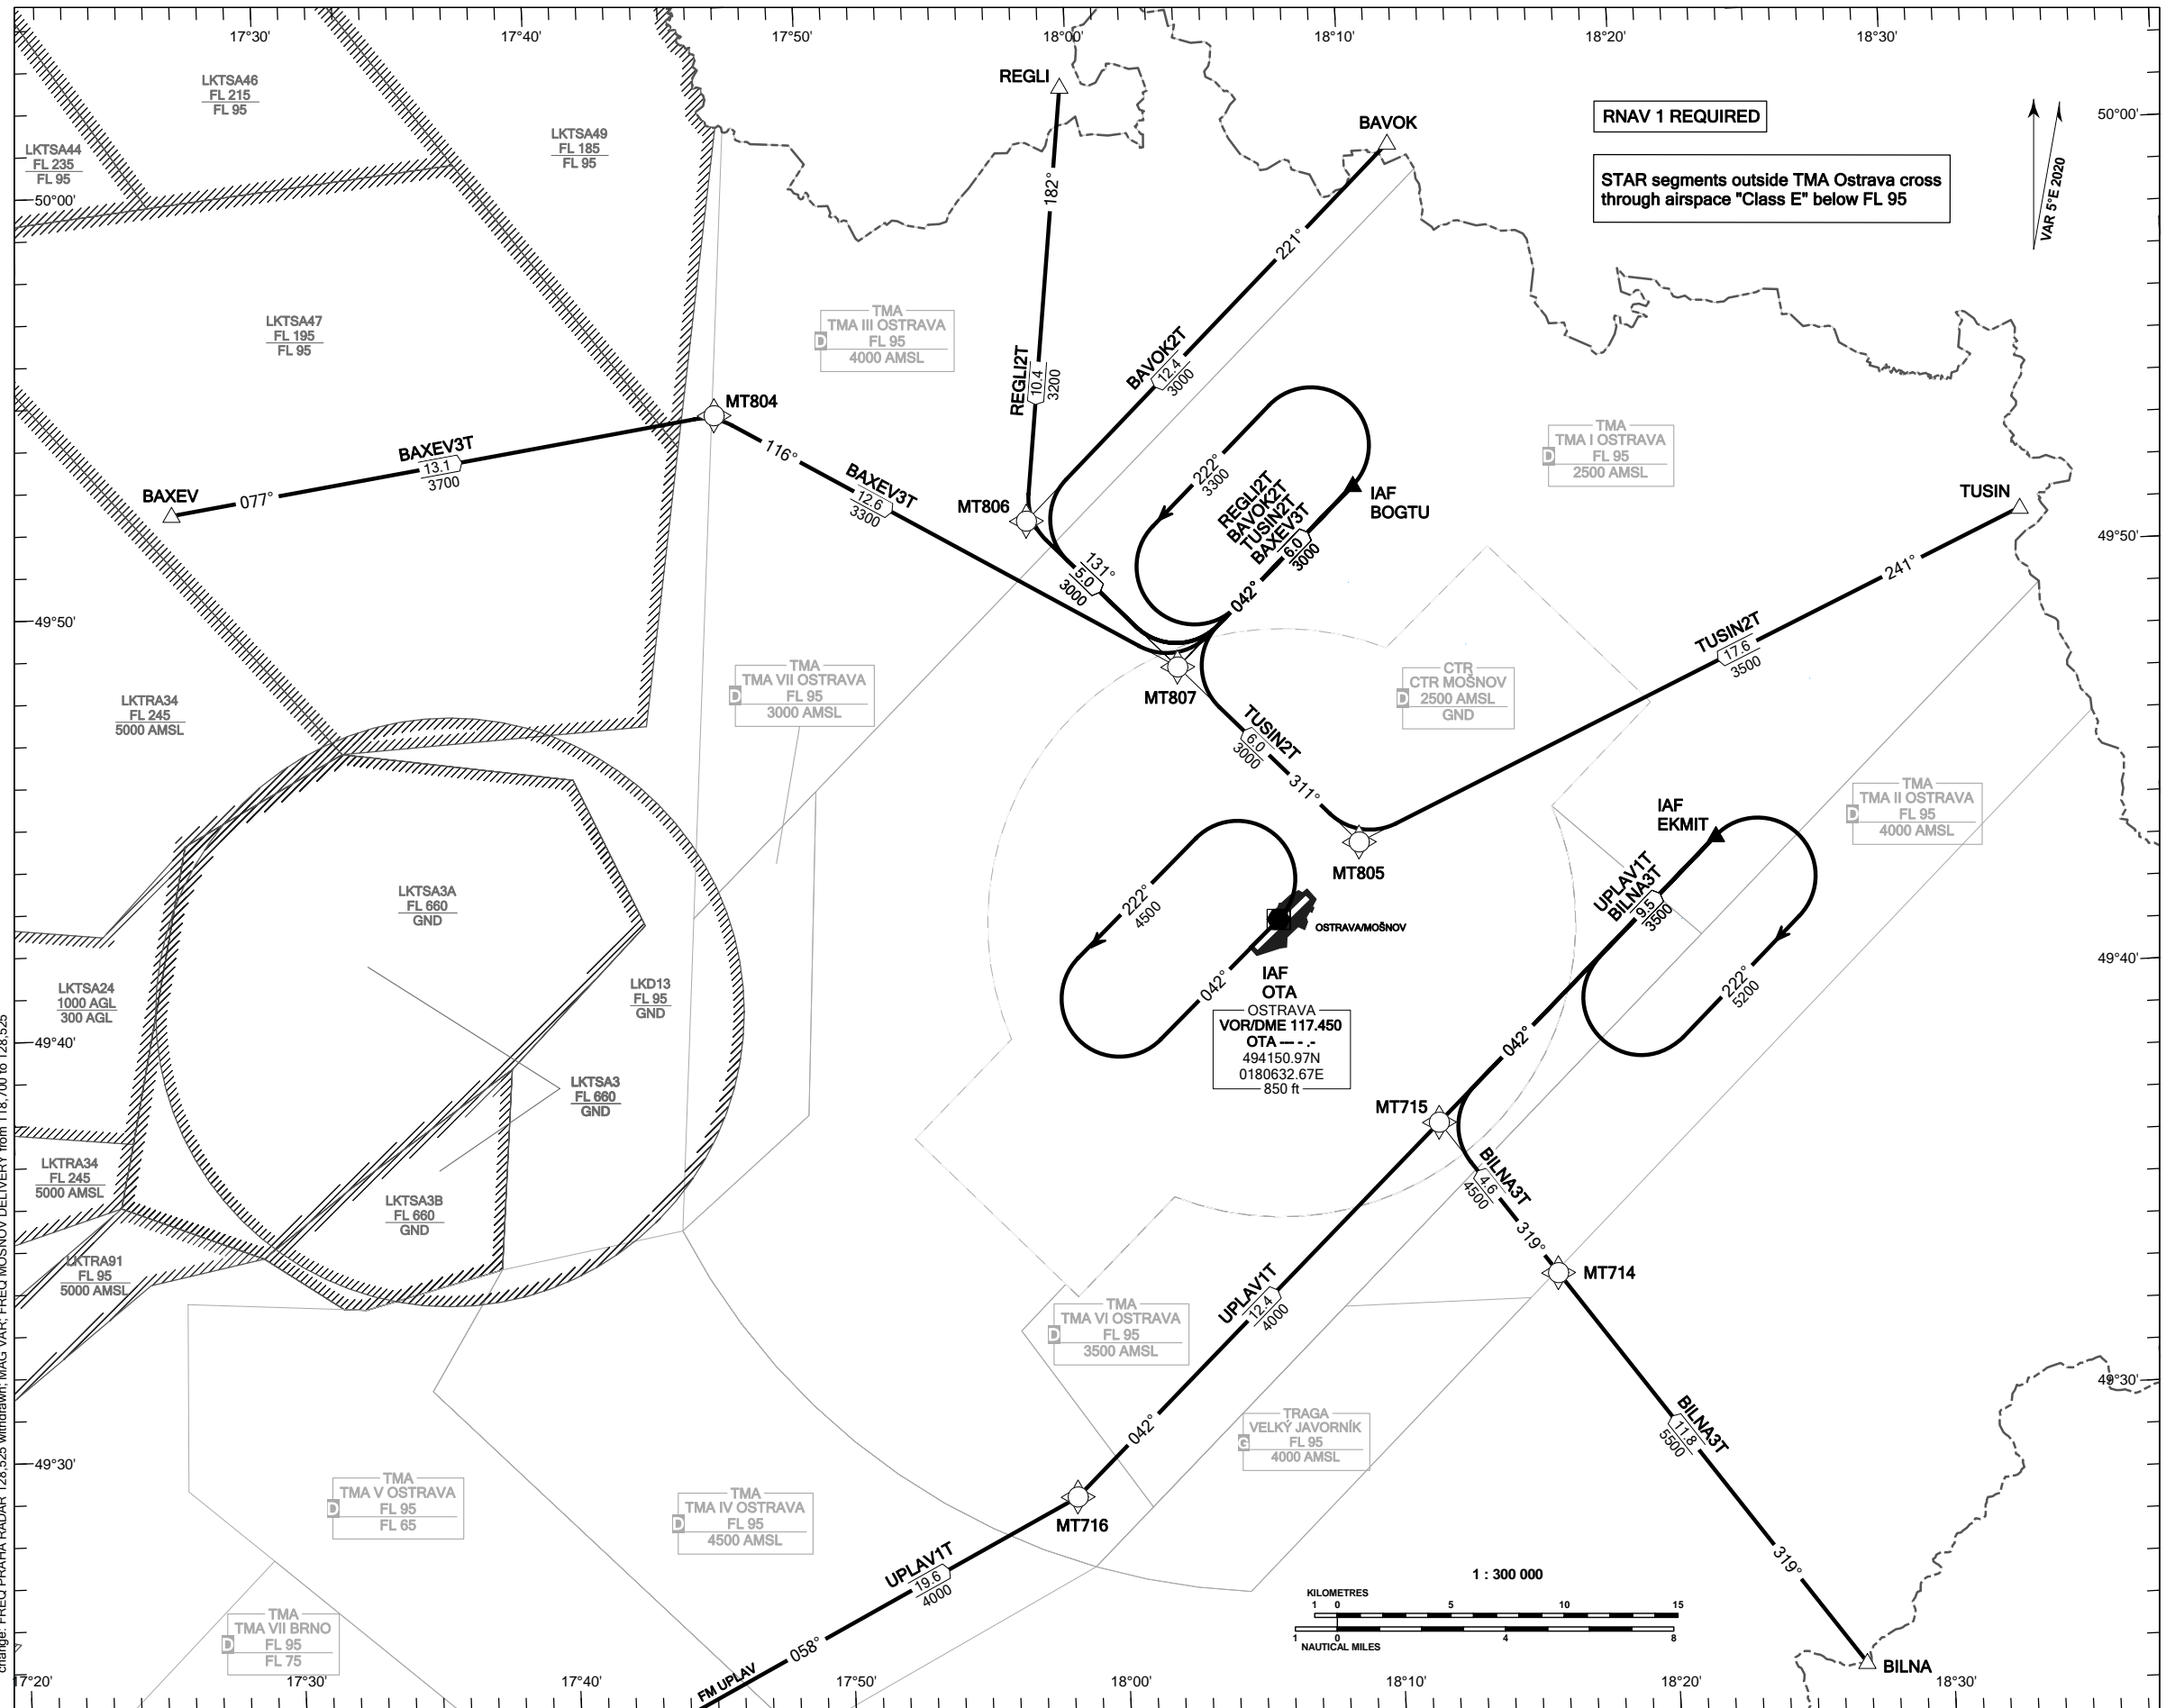 17°30'
17°40'
17°50'
18°00'
18°10'
18°20'
18°30'
LKTSA46
FL 215
FL 95
LKTSA44
FL 235
FL 95
LKTSA49
FL 185
FL 95
REGLI
BAVOK
RNAV 1 REQUIRED
STAR segments outside TMA Ostrava cross
through airspace "Class E" below FL 95
VAR 5°E 2020
50°00'
50°00'
182°
221°
LKTSA47
FL 195
FL 95
TMA
TMA III OSTRAVA
D FL 95
4000 AMSL
REGLI2T
10.4
3200
BAVOK2T
12.4
3000
MT804
BAXEV3T
13.1
3700
BAXEV
077°
116°
BAXEV3T
12.6
3300
MT806
222°
3300
REGLI2T
BAVOK2T
TUSIN2T
BAXEV3T
6.0
3000
IAF
BOGTU
TMA
TMA I OSTRAVA
D FL 95
2500 AMSL
TUSIN
49°50'
241°
131°
5.0
3000
042°
49°50'
TUSIN2T
17.6
3500
MT807
TMA
TMA VII OSTRAVA
D FL 95
3000 AMSL
CTR
CTR MOŠNOV
D 2500 AMSL
GND
LKTRA34
FL 245
5000 AMSL
TUSIN2T
6.0
3000
311°
MT805
IAF
EKMIT
TMA
TMA II OSTRAVA
D FL 95
4000 AMSL
LKTSA3A
FL 660
GND
222°
4500
042°
OSTRAVA/MOŠNOV
UPLAV1T
BILNA3T
9.5
3500
222°
5200
49°40'
LKTSA24
1000 AGL
300 AGL
LKD13
FL 95
GND
IAF
OTA
OSTRAVA
VOR/DME 117.450
OTA --- - .-
494150.97N
0180632.67E
850 ft
49°40'
042°
LKTSA3
FL 660
GND
MT715
LKTRA34
FL 245
5000 AMSL
LKTSA3B
FL 660
GND
BILNA3T
4.6
4500
319°
MT714
LKTRA91
FL 95
5000 AMSL
UPLAV1T
12.4
4000
TMA
TMA VI OSTRAVA
D FL 95
3500 AMSL
49°30'
042°
TRAGA
VELKÝ JAVORNÍK
G FL 95
4000 AMSL
BILNA3T
11.8
5500
49°30'
TMA
TMA V OSTRAVA
D FL 95
FL 65
TMA
TMA IV OSTRAVA
D FL 95
4500 AMSL
MT716
UPLAV1T
19.6
4000
319°
1 : 300 000
KILOMETRES
1 0 5 10 15
1 0 4 8
NAUTICAL MILES
TMA
TMA VII BRNO
D FL 95
FL 75
058°
FM UPLAV
BILNA
17°20'
17°30'
17°40'
17°50'
18°00'
18°10'
18°20'
18°30'